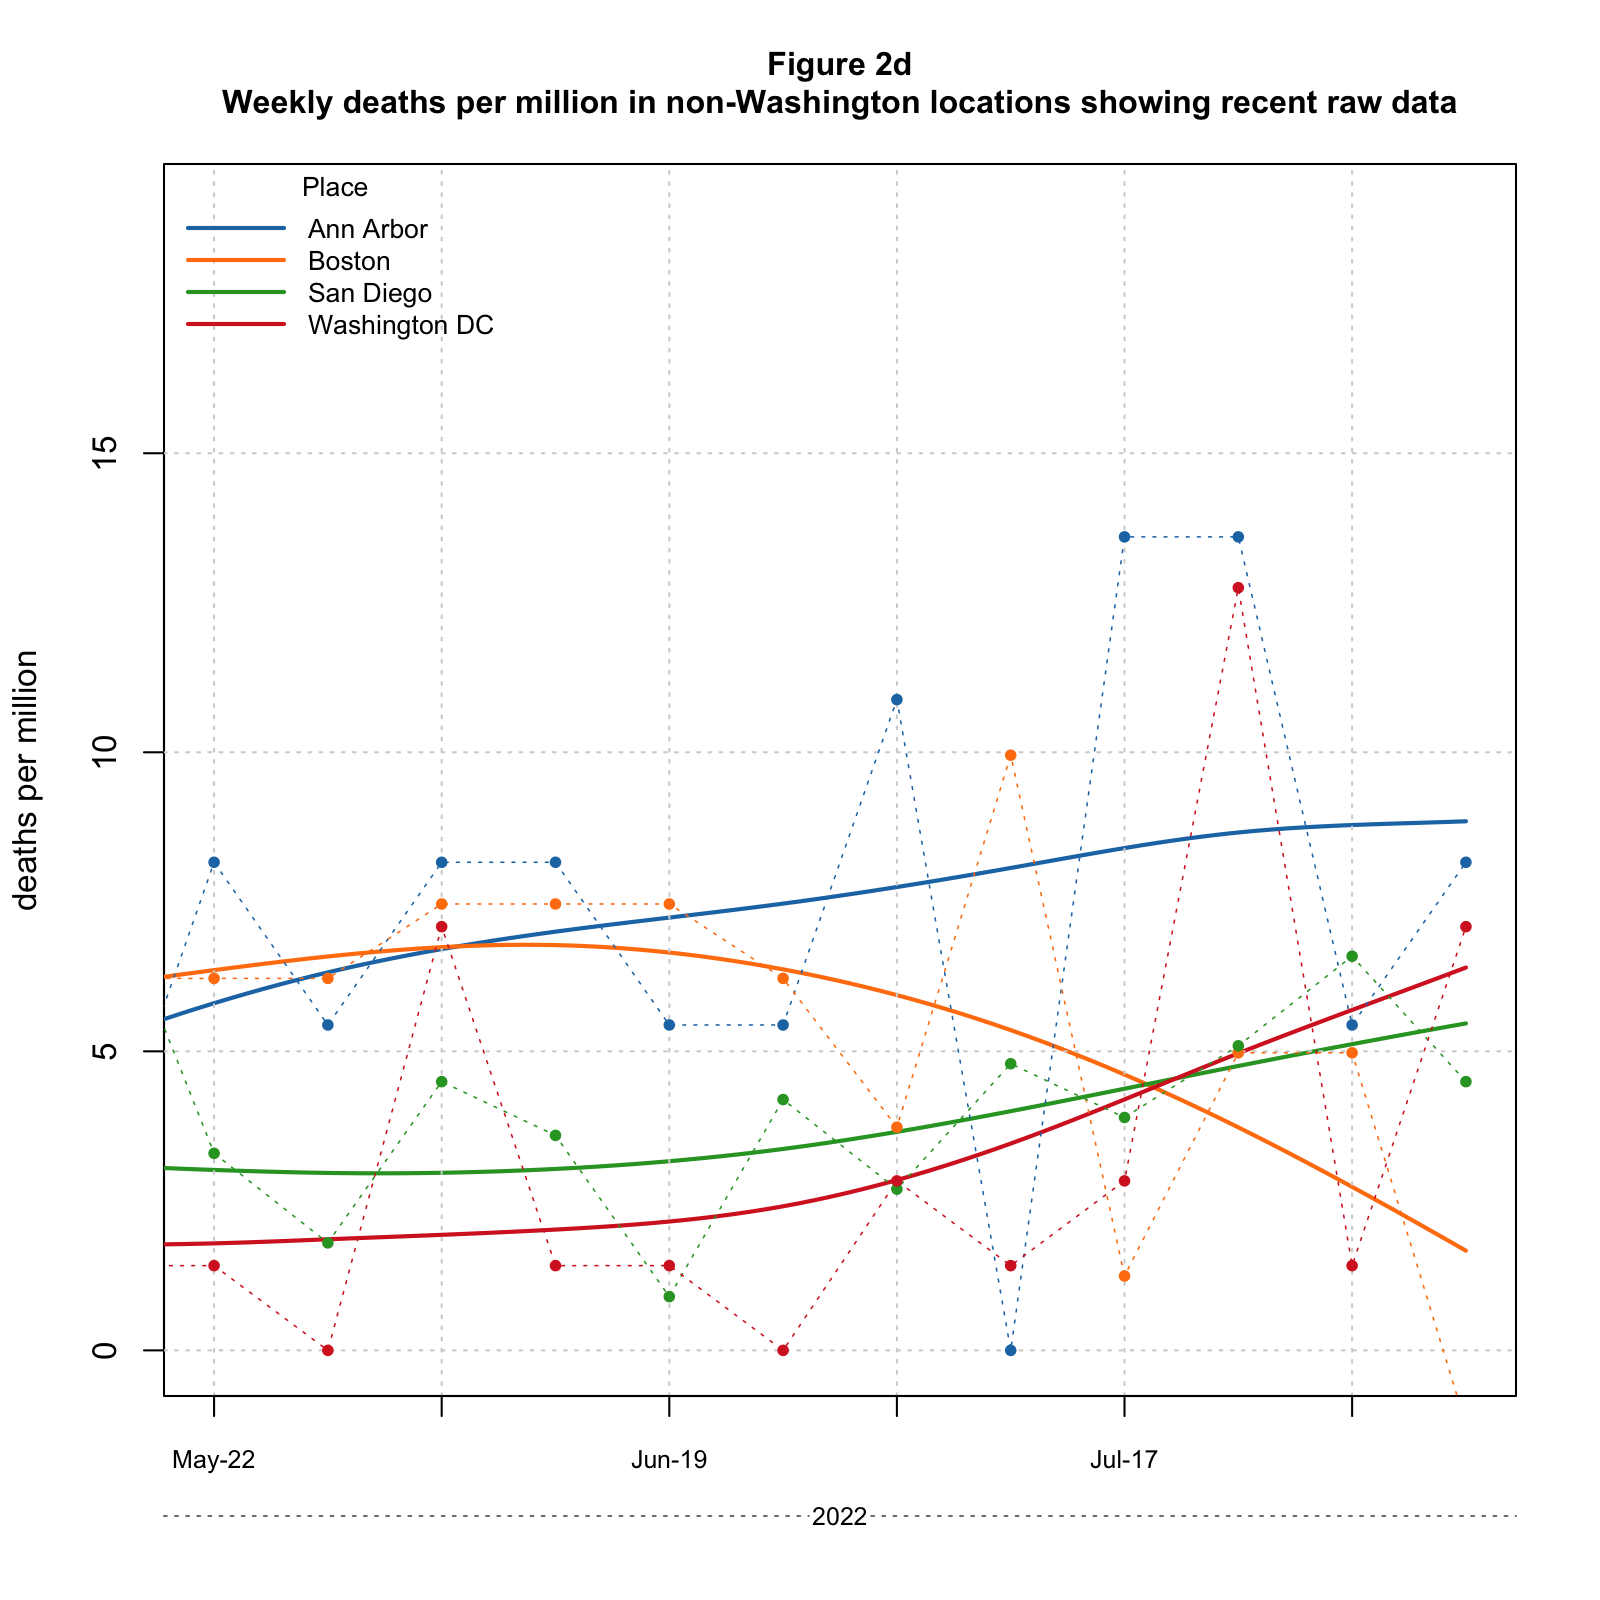 Figure 2d
Weekly deaths per million in non-Washington locations showing recent raw data
Place
Ann Arbor
Boston
San Diego
Washington DC
deaths per million
15
10
5
0
May-22
Jun-19
Jul-17
2022